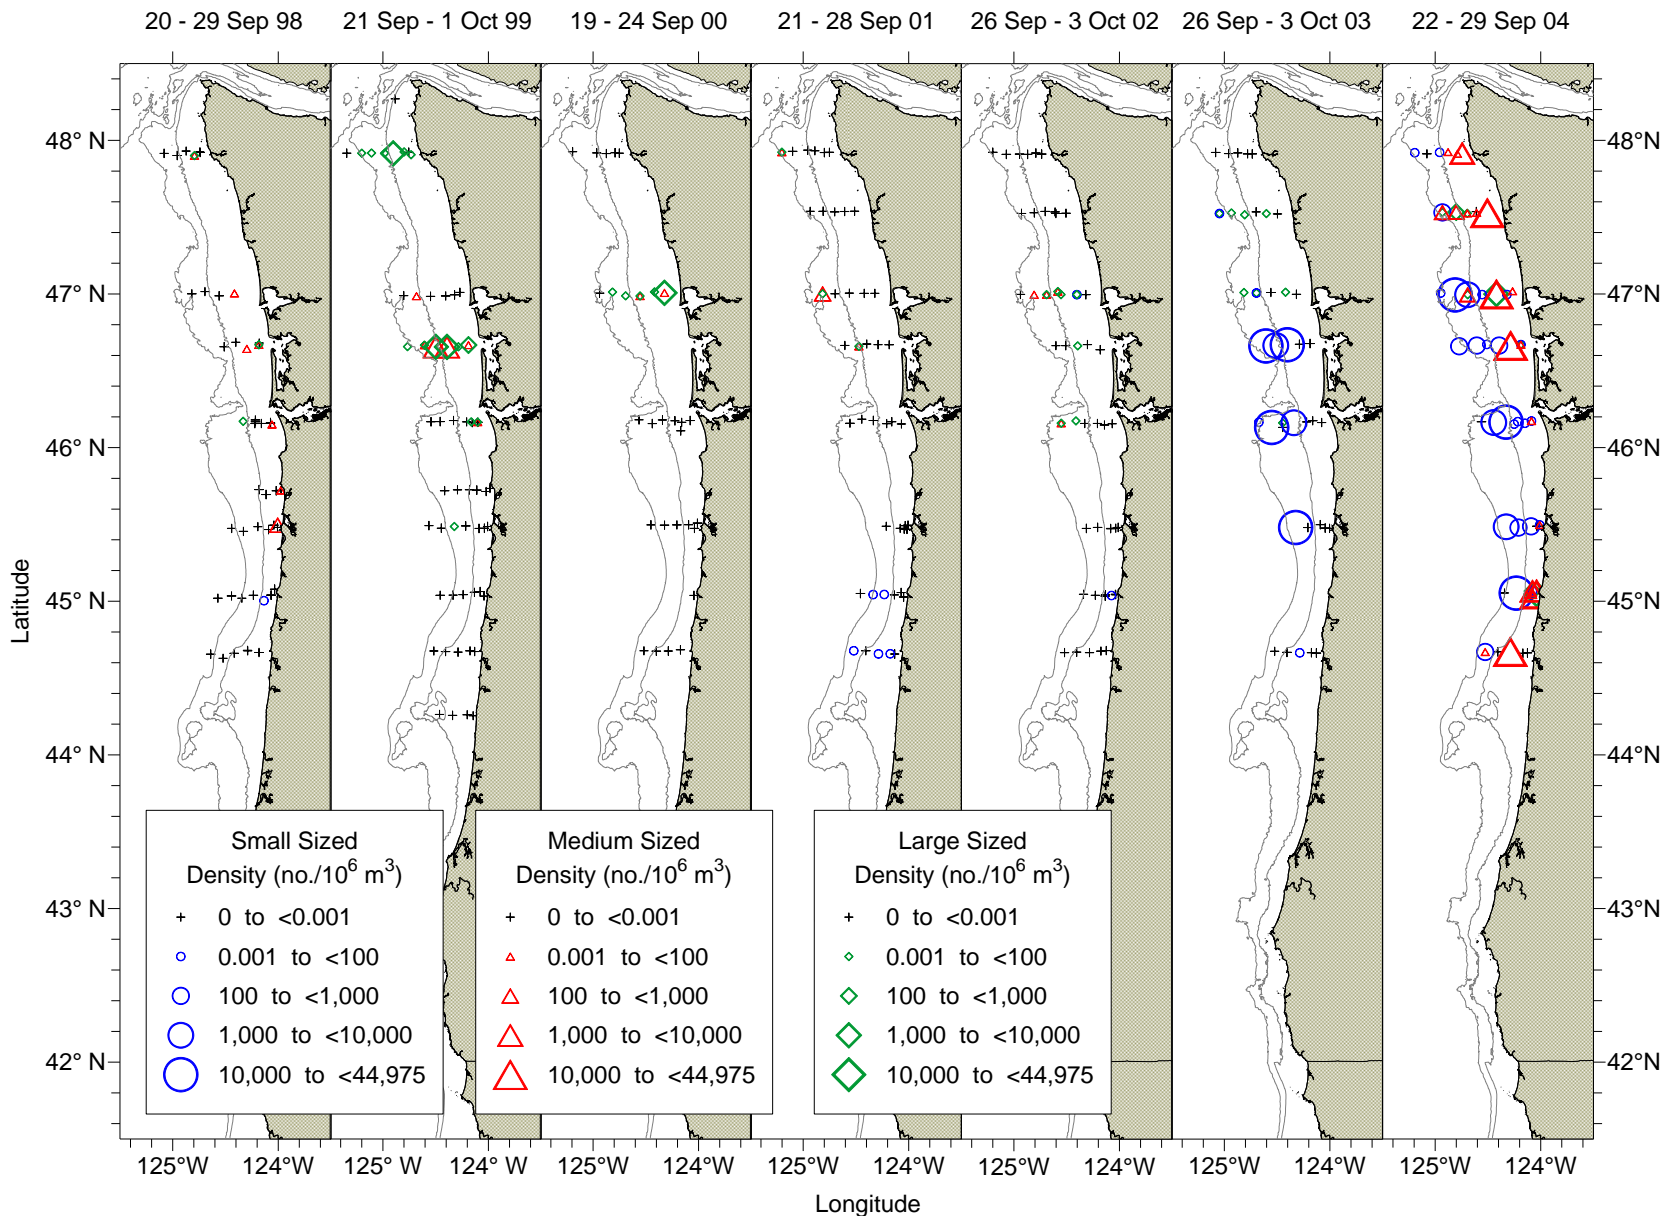 20 - 29 Sep 98 21 Sep - 1 Oct 99 19 - 24 Sep 00 21 - 28 Sep 01 26 Sep - 3 Oct 02 26 Sep - 3 Oct 03 22 - 29 Sep 04
48° N 48° N
47° N 47° N
46° N 46° N
Latitude
45° N 45°N
44° N 44° N
43° N 43° N
42° N 42° N
Small Sized
Density (no./10⁶ m³)
0 to <0.001
0.001 to <100
100 to <1,000
1,000 to <10,000
10,000 to <44,975
Medium Sized
Density (no./10⁶ m³)
0 to <0.001
0.001 to <100
100 to <1,000
1,000 to <10,000
10,000 to <44,975
Large Sized
Density (no./10⁶ m³)
0 to <0.001
0.001 to <100
100 to <1,000
1,000 to <10,000
10,000 to <44,975
125°W 124°W 125°W 124°W 125°W 124°W 125°W 124°W 125°W 124°W 125°W 124°W 125°W 124°W
Longitude